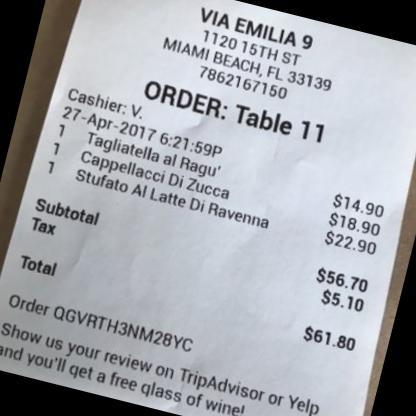 VIA EMILIA 9
1120 15TH ST
MIAMI BEACH, FL 33139
7862167150
ORDER: Table 11
Cashier: V.
27-Apr-2017 6:21:59P
1 Tagliatella al Ragu' $14.90
1 Cappellacci Di Zucca $18.90
1 Stufato Al Latte Di Ravenna $22.90
Subtotal $56.70
Tax $5.10
Total $61.80
Order QGVRTH3NM28YC
Show us your review on TripAdvisor or Yelp
and you'll get a free glass of wine!